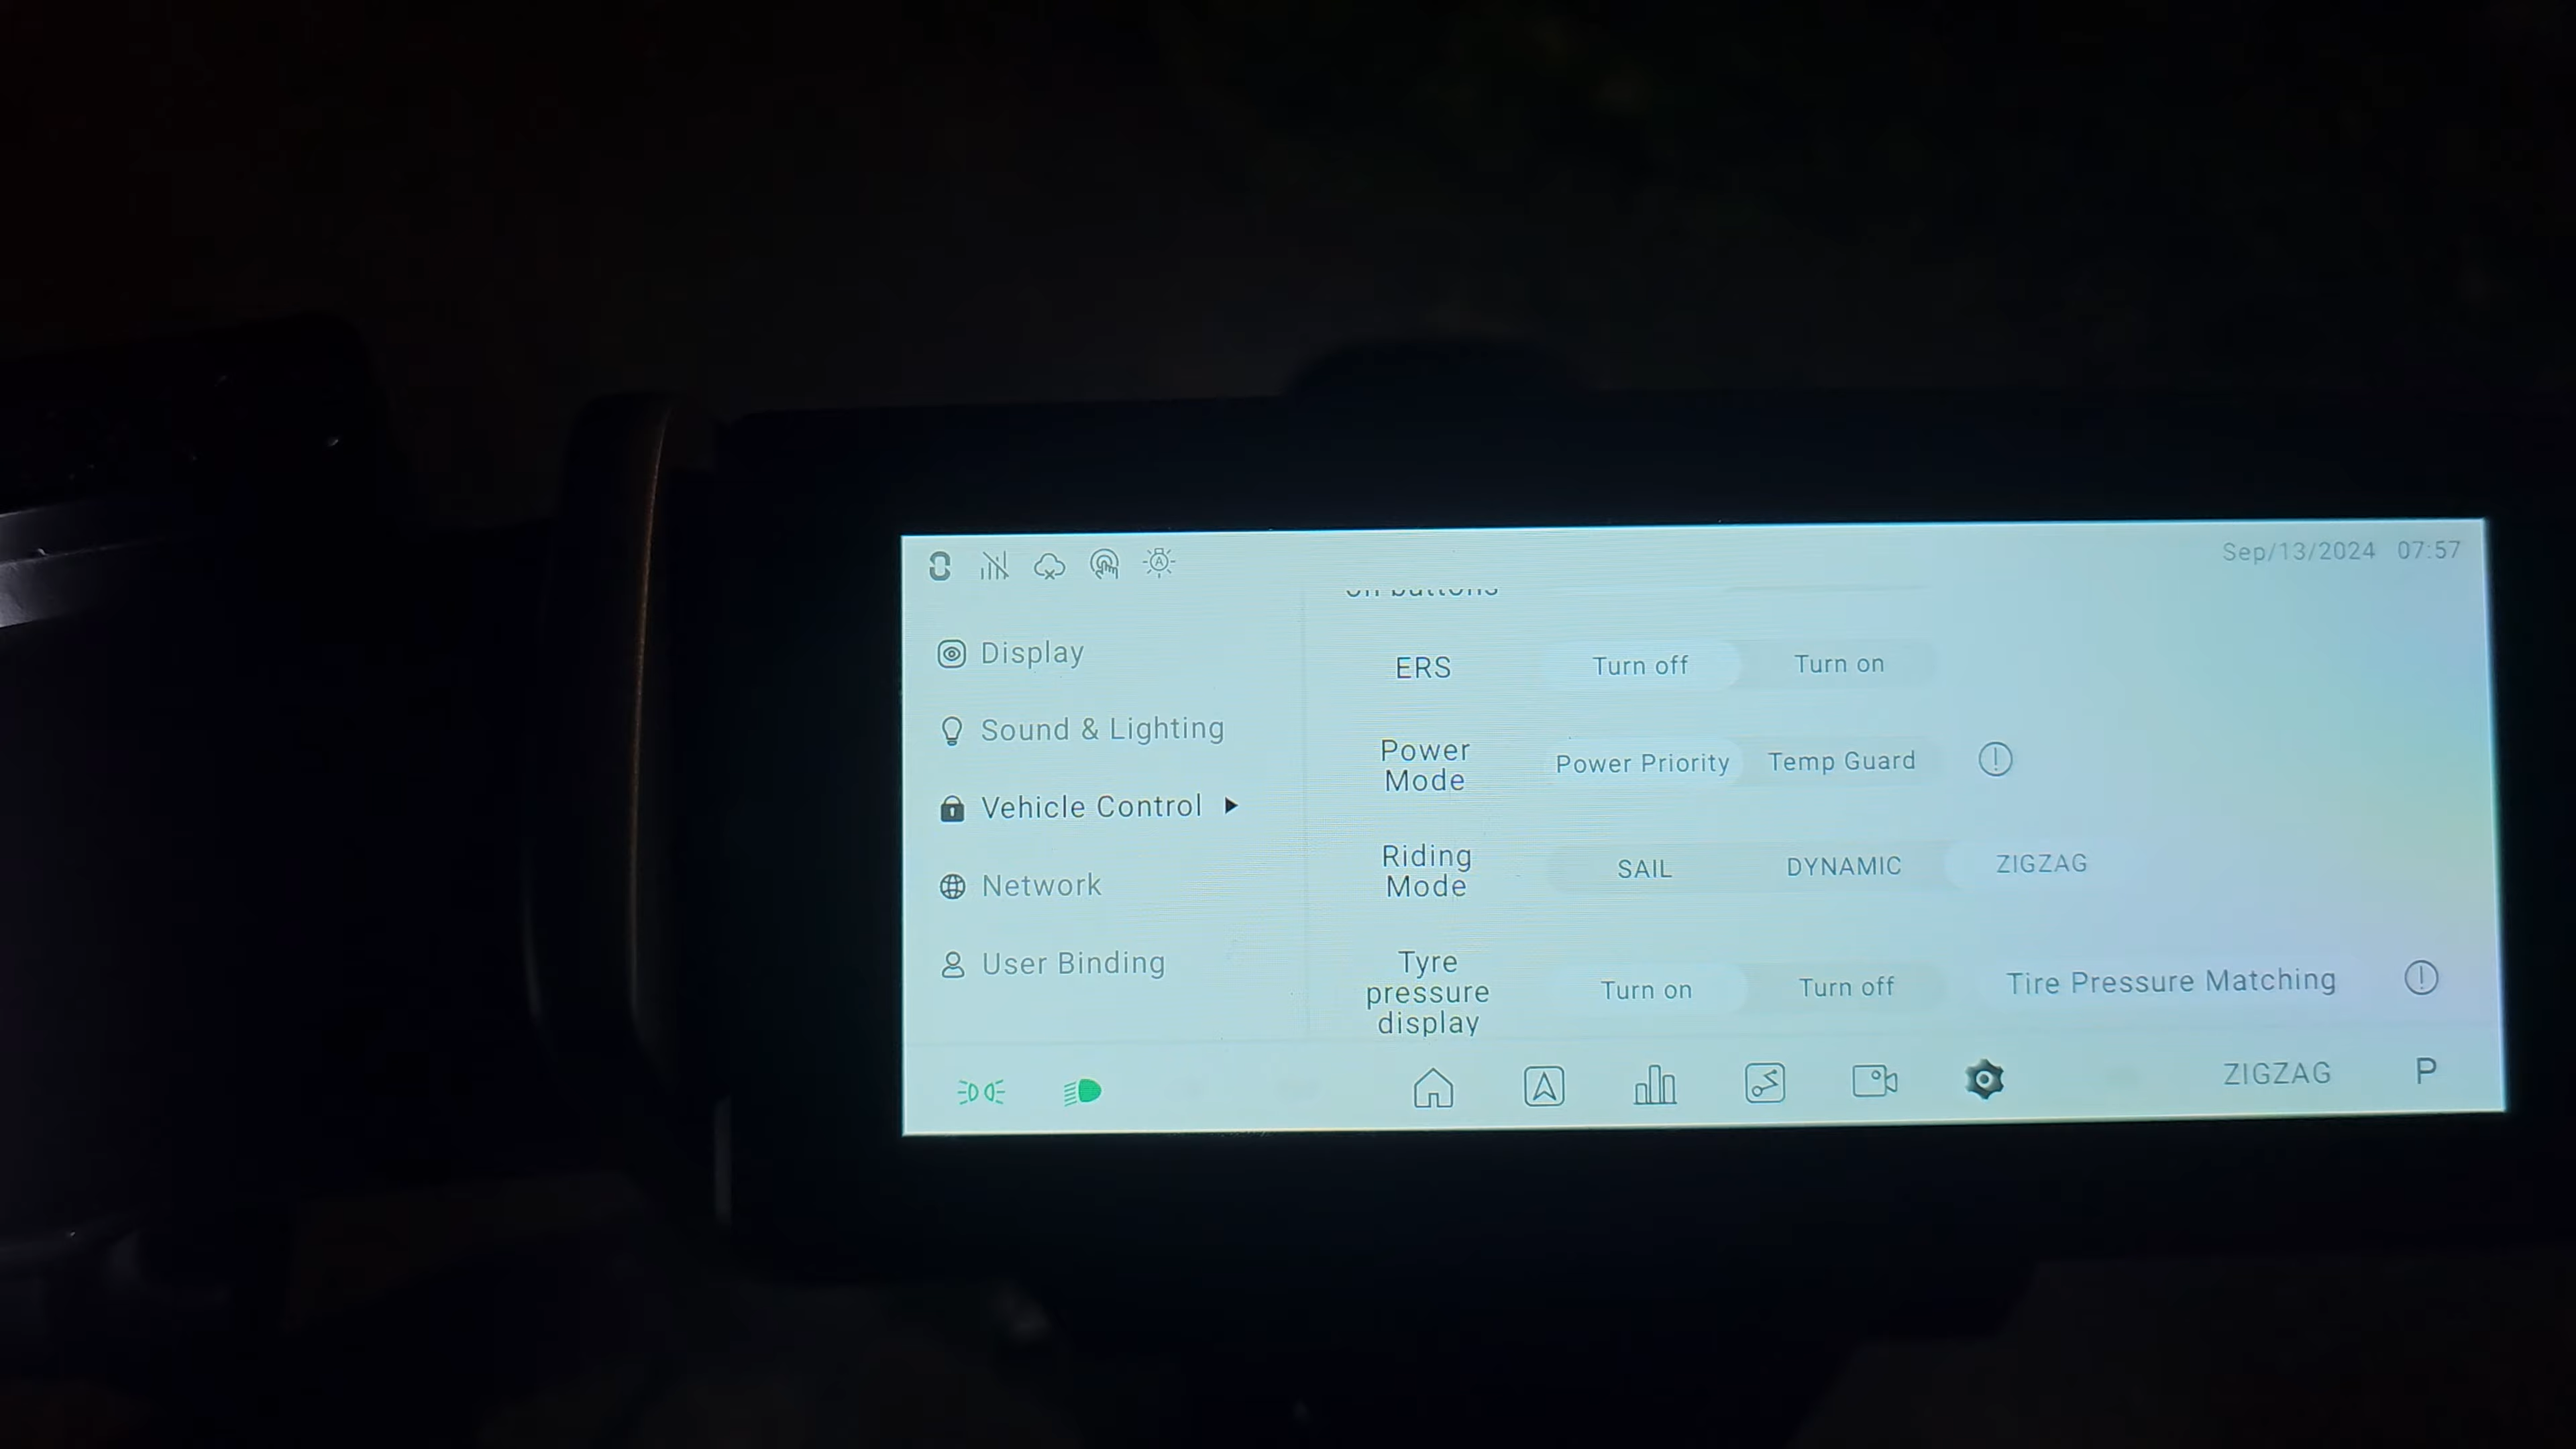 Sep/13/2024 07:57
on buttons
Display
Sound & Lighting
Vehicle Control
Network
User Binding
ERS
Turn off
Turn on
Power
Mode
Power Priority
Temp Guard
Riding
Mode
SAIL
DYNAMIC
ZIGZAG
Tyre
pressure
display
Turn on
Turn off
Tire Pressure Matching
ZIGZAG
P